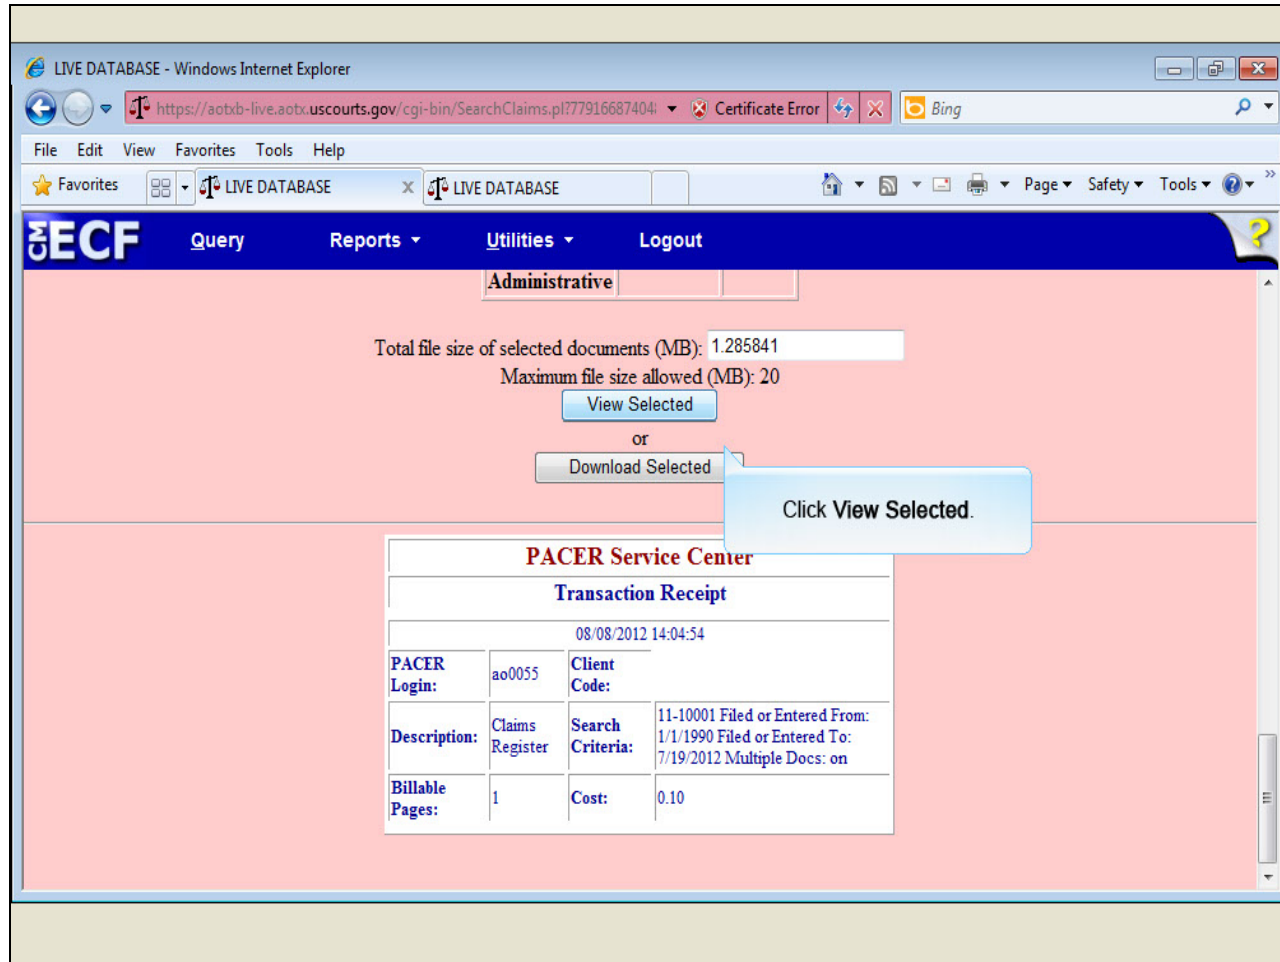 LIVE DATABASE - Windows Internet Explorer
https://aotxb-live.aotx.uscourts.gov/cgi-bin/SearchClaims.pl?77916687404 Certificate Error Bing
File Edit View Favorites Tools Help
Favorites LIVE DATABASE x LIVE DATABASE Page Safety Tools
CM ECF Query Reports Utilities Logout ?
Administrative
Total file size of selected documents (MB): 1.285841
Maximum file size allowed (MB): 20
View Selected
or
Download Selected
Click View Selected.
PACER Service Center
Transaction Receipt
08/08/2012 14:04:54
PACER Login: ao0055 Client Code:
Description: Claims Register Search Criteria: 11-10001 Filed or Entered From: 1/1/1990 Filed or Entered To: 7/19/2012 Multiple Docs: on
Billable Pages: 1 Cost: 0.10